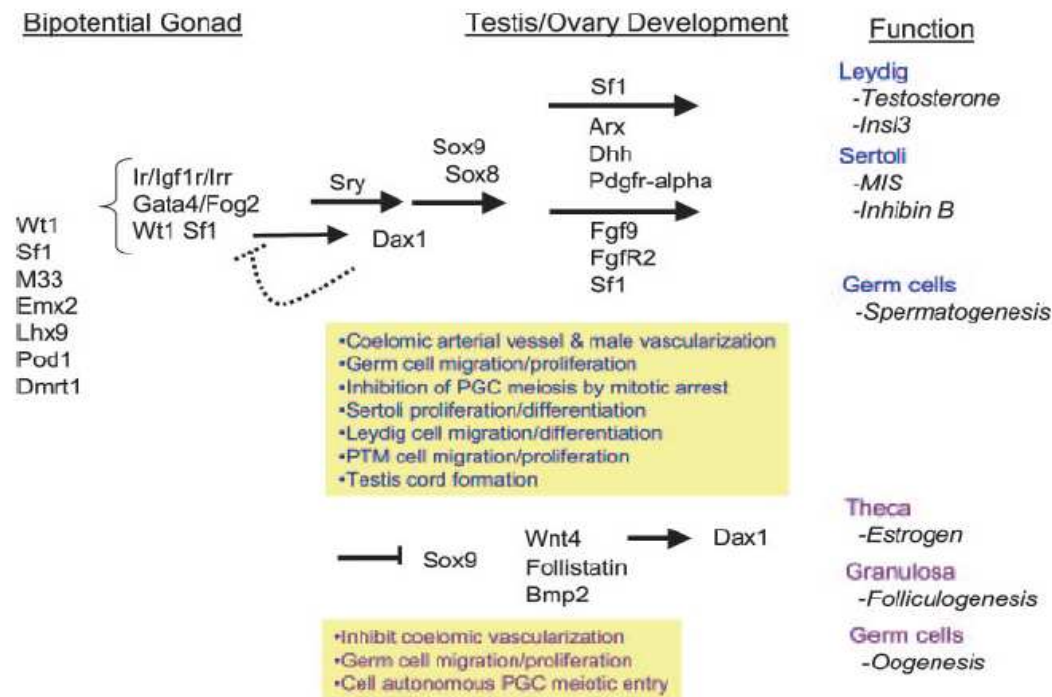 Bipotential Gonad
Testis/Ovary Development
Function
Wt1
Sf1
M33
Emx2
Lhx9
Pod1
Dmrt1
Ir/Igf1r/Irr
Gata4/Fog2
Wt1 Sf1
Sry
Dax1
Sox9
Sox8
Sf1
Arx
Dhh
Pdgfr-alpha
Fgf9
FgfR2
Sf1
Leydig
-Testosterone
-Insl3
Sertoli
-MIS
-Inhibin B
Germ cells
-Spermatogenesis
•Coelomic arterial vessel & male vascularization
•Germ cell migration/proliferation
•Inhibition of PGC meiosis by mitotic arrest
•Sertoli proliferation/differentiation
•Leydig cell migration/differentiation
•PTM cell migration/proliferation
•Testis cord formation
Sox9
Wnt4
Follistatin
Bmp2
Dax1
Theca
-Estrogen
Granulosa
-Folliculogenesis
Germ cells
-Oogenesis
•Inhibit coelomic vascularization
•Germ cell migration/proliferation
•Cell autonomous PGC meiotic entry